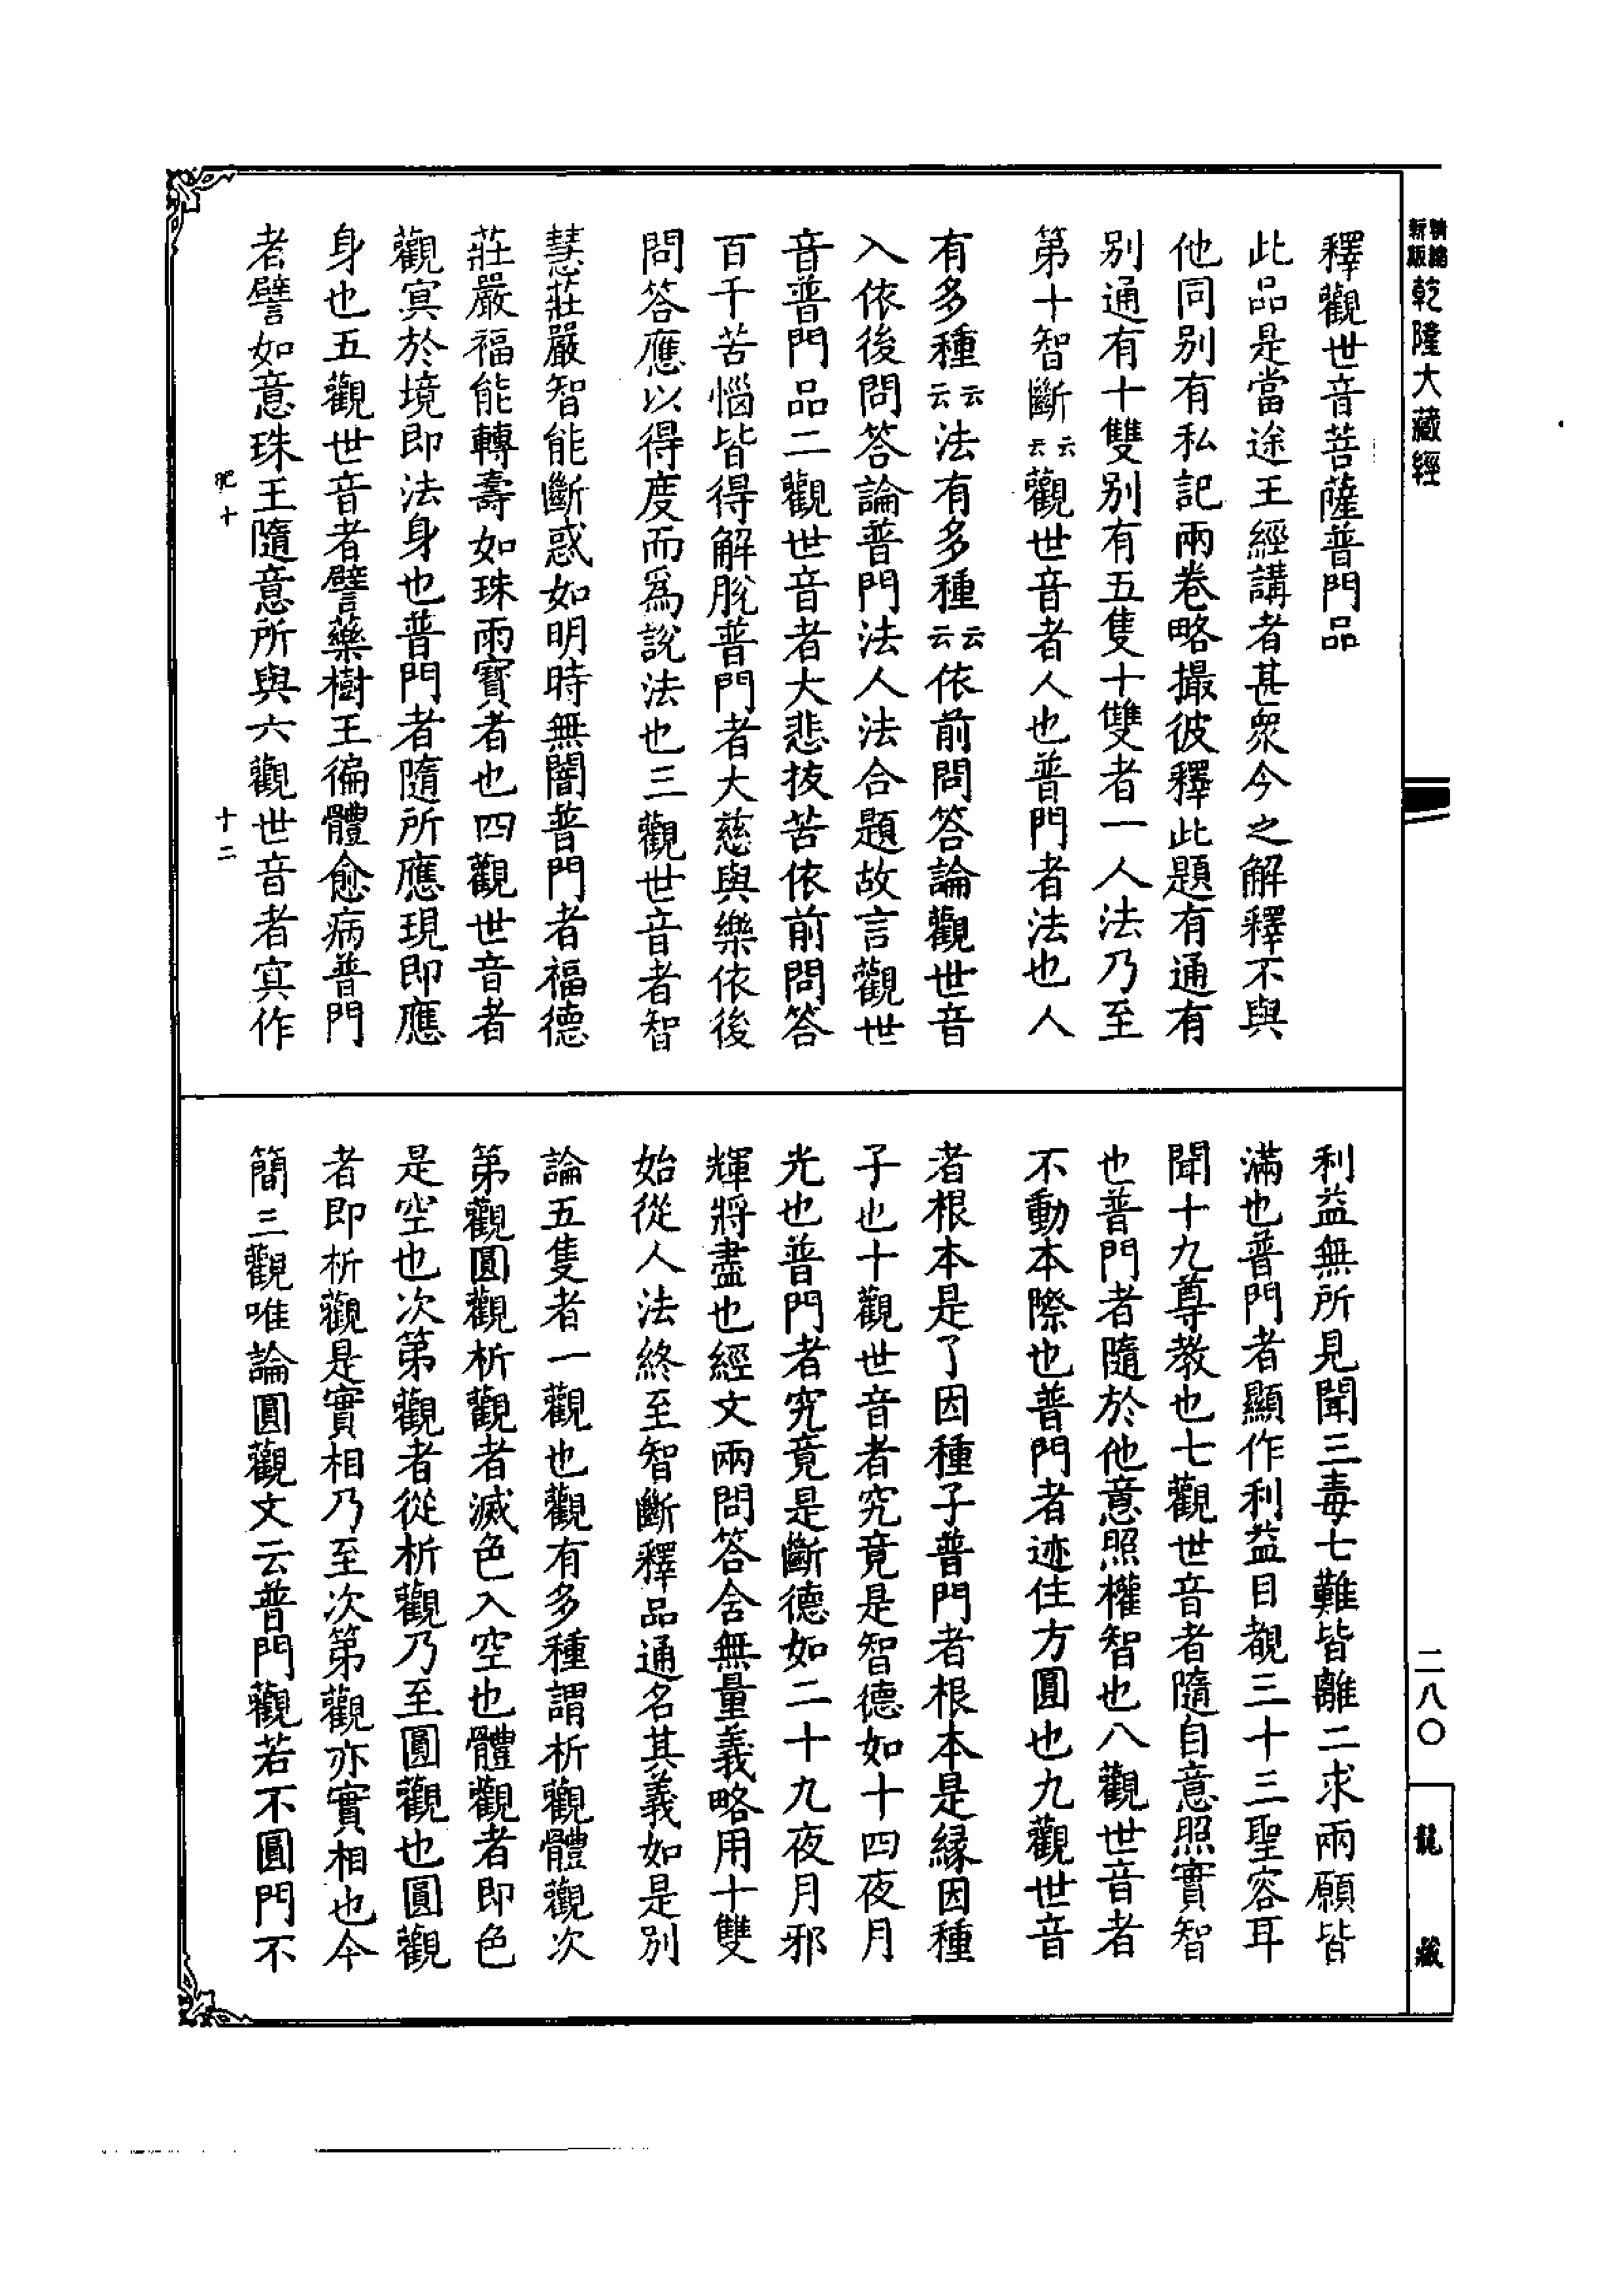 新版
精縮
乾隆大藏經
釋觀世音菩薩普門品
此品是當途王經講者甚眾今之解釋不與
他同別有私記兩卷略撮彼釋此題有通有
別通有十雙別有五隻十雙者一人法乃至
第十智斷云云觀世音者人也普門者法也人
有多種云云法有多種云云依前問答論觀世音
入依後問答論普門法人法合題故言觀世
音普門品二觀世音者大悲拔苦依前問答
百千苦惱皆得解脫普門者大慈與樂依後
問答應以得度而為說法也三觀世音者智
慧莊嚴智能斷惑如明時無闇普門者福德
莊嚴福能轉壽如珠雨寶者也四觀世音者
觀冥於境即法身也普門者隨所應現即應
身也五觀世音者譬藥樹王徧體愈病普門
者譬如意珠王隨意所與六觀世音者冥作
肥十
十二
利益無所見聞三毒七難皆離二求兩願皆
滿也普門者顯作利益目覩三十三聖容耳
聞十九尊教也七觀世音者隨自意照實智
也普門者隨於他意照權智也八觀世音者
不動本際也普門者迹住方圓也九觀世音
者根本是了因種子普門者根本是緣因種
子也十觀世音者究竟是智德如十四夜月
光也普門者究竟是斷德如二十九夜月邪
輝將盡也經文兩問答含無量義略用十雙
始從人法終至智斷釋品通名其義如是別
論五隻者一觀也觀有多種謂析觀體觀次
第觀圓觀析觀者滅色入空也體觀者即色
是空也次第觀者從析觀乃至圓觀也圓觀
者即析觀是實相乃至次第觀亦實相也今
簡三觀唯論圓觀文云普門觀若不圓門不
二八〇
龍藏